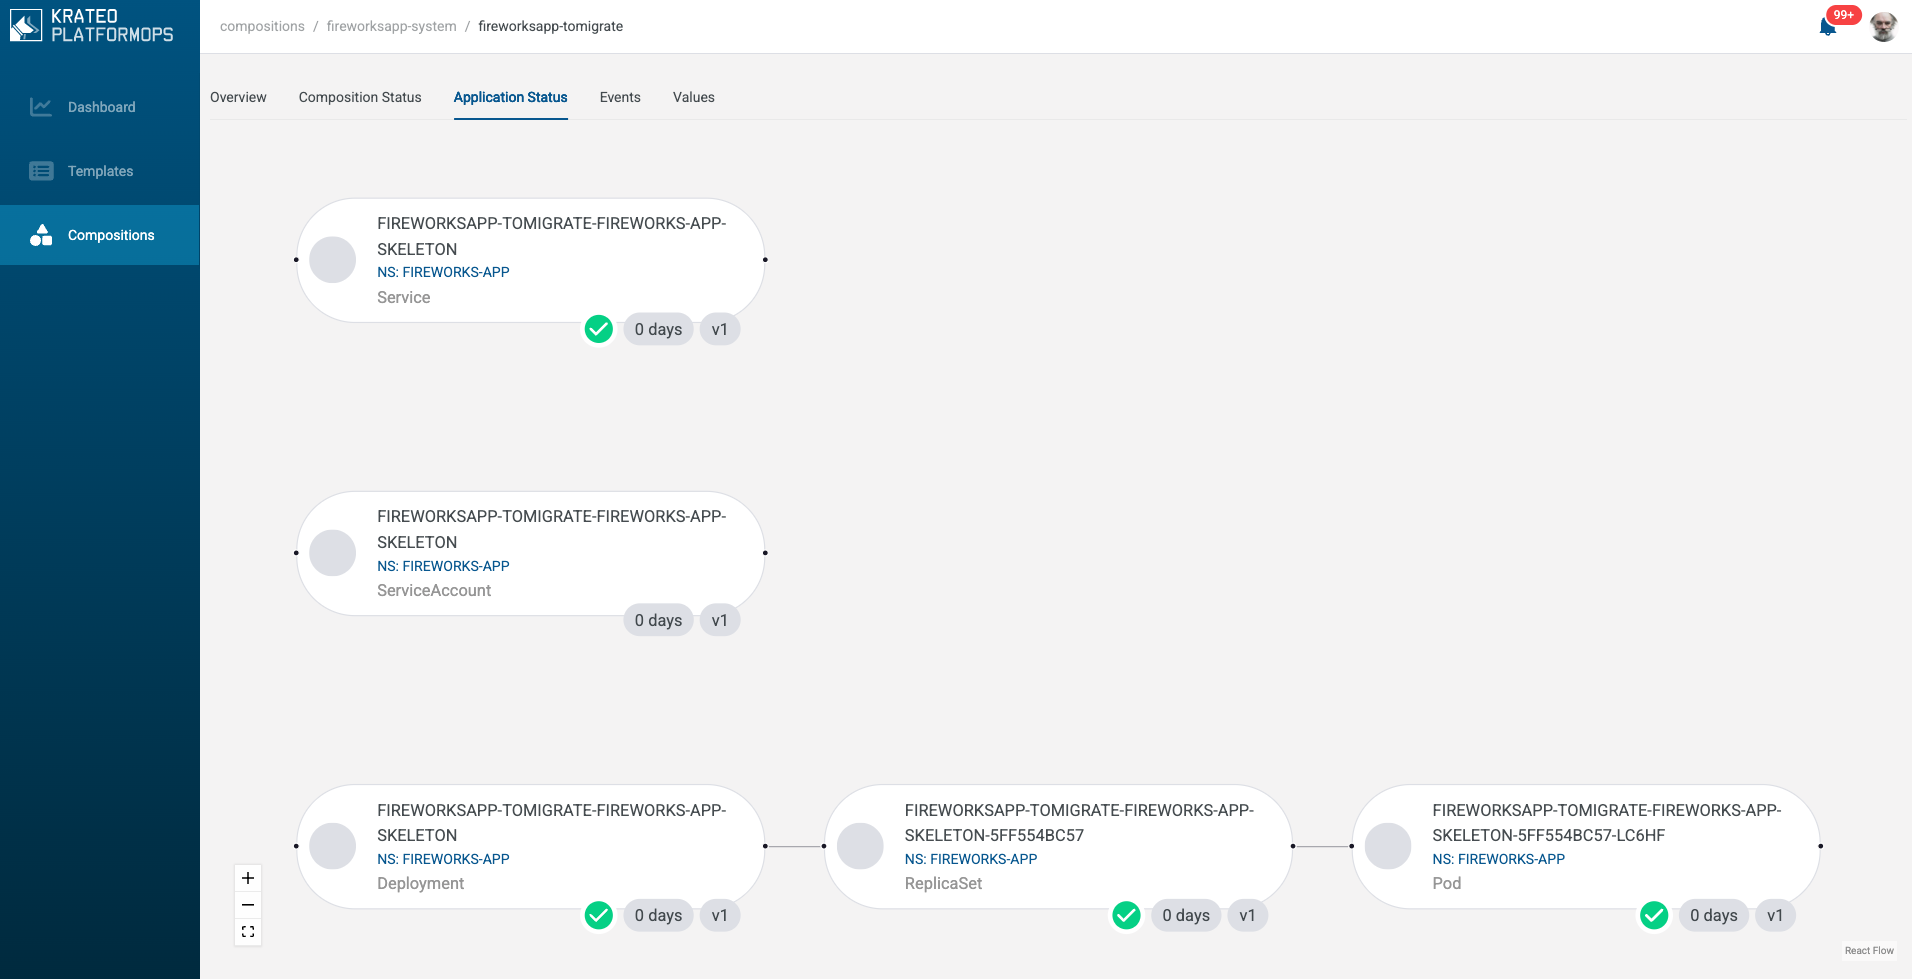 KRATEO
PLATFORMOPS
compositions / fireworksapp-system / fireworksapp-tomigrate
99+
Dashboard
Templates
Compositions
Overview
Composition Status
Application Status
Events
Values
FIREWORKSAPP-TOMIGRATE-FIREWORKS-APP-
SKELETON
NS: FIREWORKS-APP
Service
0 days
v1
FIREWORKSAPP-TOMIGRATE-FIREWORKS-APP-
SKELETON
NS: FIREWORKS-APP
ServiceAccount
0 days
v1
FIREWORKSAPP-TOMIGRATE-FIREWORKS-APP-
SKELETON
NS: FIREWORKS-APP
Deployment
0 days
v1
FIREWORKSAPP-TOMIGRATE-FIREWORKS-APP-
SKELETON-5FF554BC57
NS: FIREWORKS-APP
ReplicaSet
0 days
v1
FIREWORKSAPP-TOMIGRATE-FIREWORKS-APP-
SKELETON-5FF554BC57-LC6HF
NS: FIREWORKS-APP
Pod
0 days
v1
React Flow